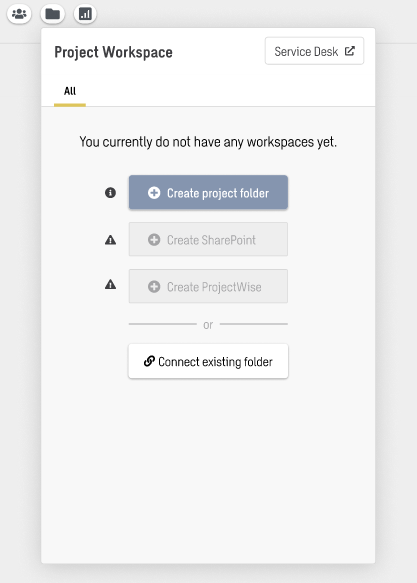 Project Workspace
Service Desk
All
You currently do not have any workspaces yet.
Create project folder
Create SharePoint
Create ProjectWise
or
Connect existing folder